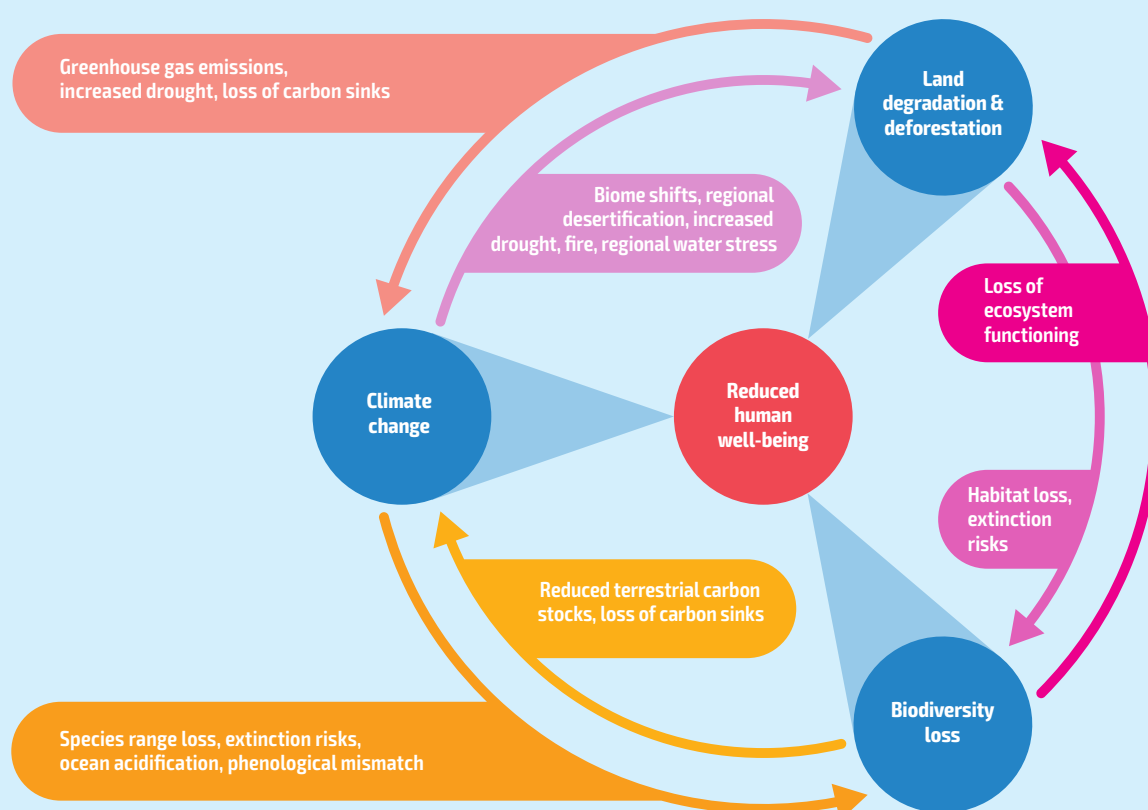 Greenhouse gas emissions,
increased drought, loss of carbon sinks
Land
degradation &
deforestation
Biome shifts, regional
desertification, increased
drought, fire, regional water stress
Loss of
ecosystem
functioning
Climate
change
Reduced
human
well-being
Habitat loss,
extinction
risks
Reduced terrestrial carbon
stocks, loss of carbon sinks
Biodiversity
loss
Species range loss, extinction risks,
ocean acidification, phenological mismatch